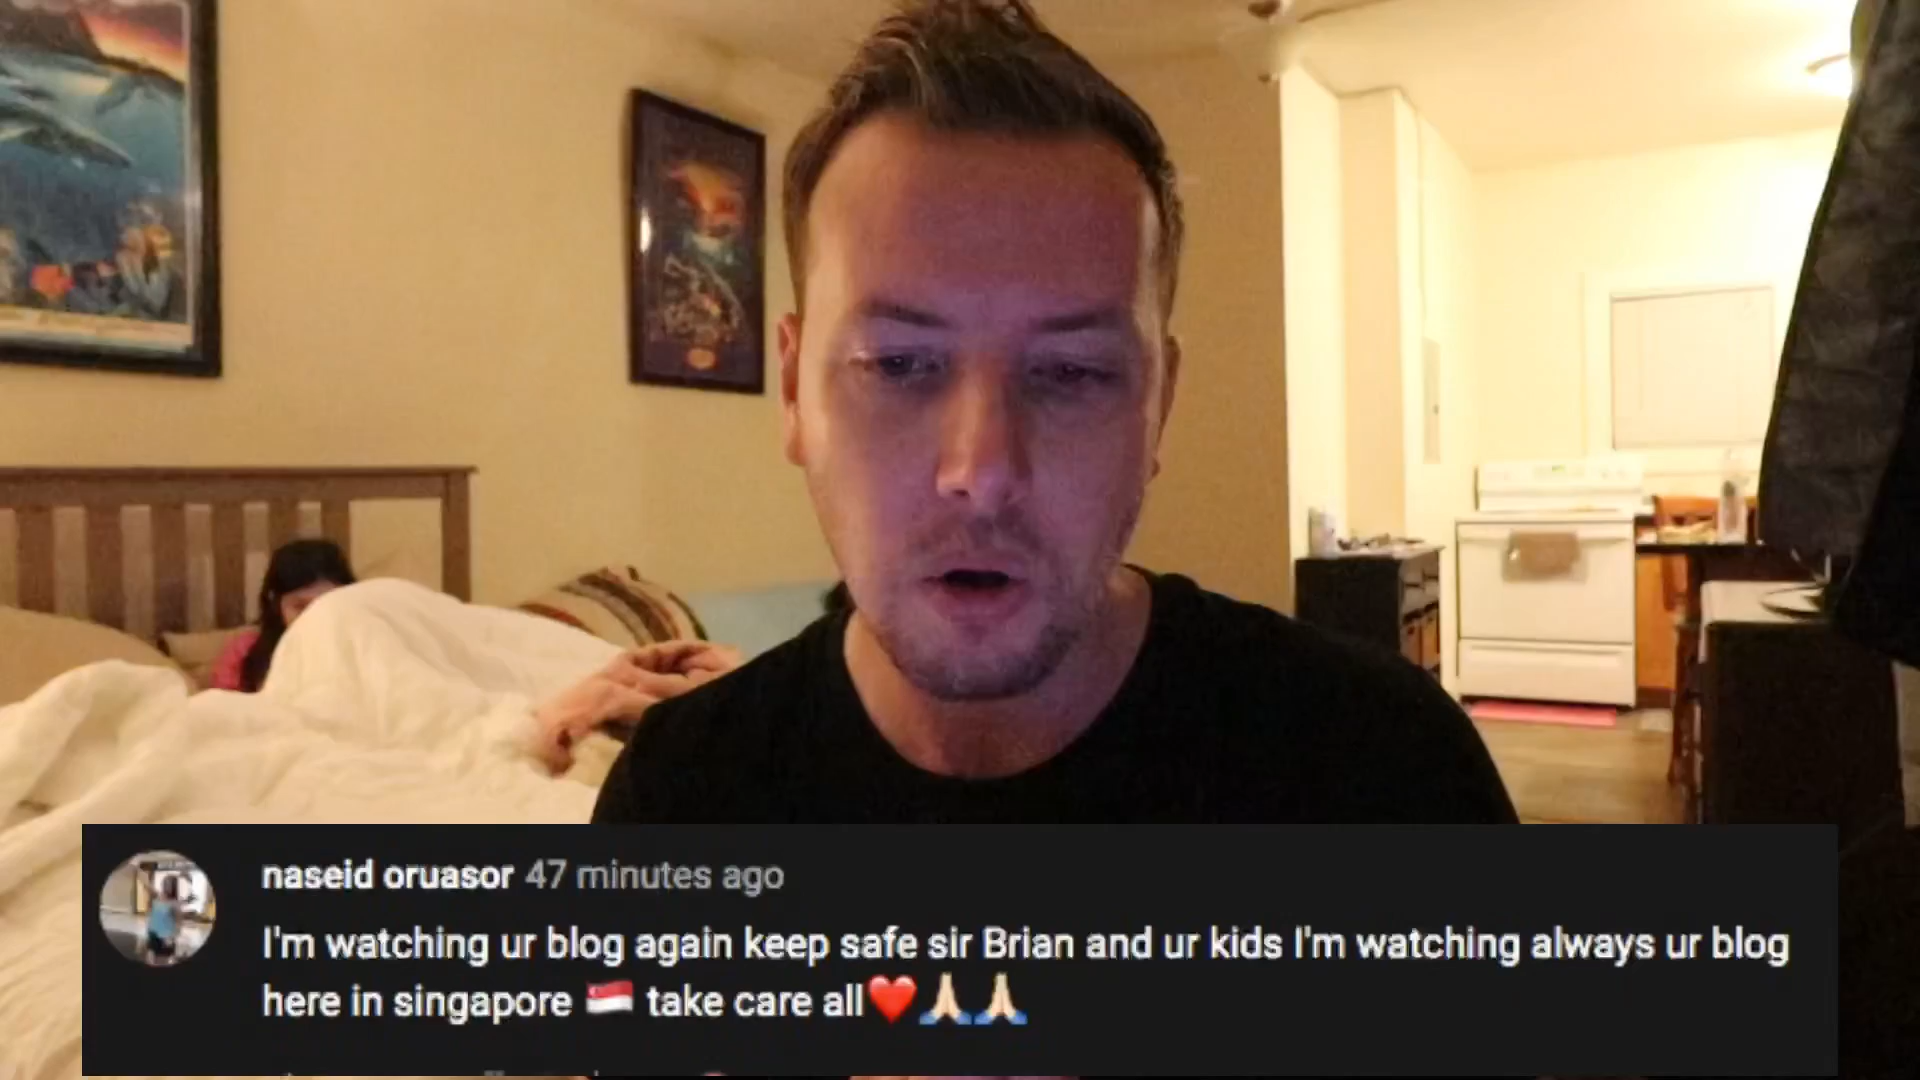 naseid oruasor 47 minutes ago
I'm watching ur blog again keep safe sir Brian and ur kids I'm watching always ur blog
here in singapore 🇸🇬 take care all❤️🙏🏻🙏🏻